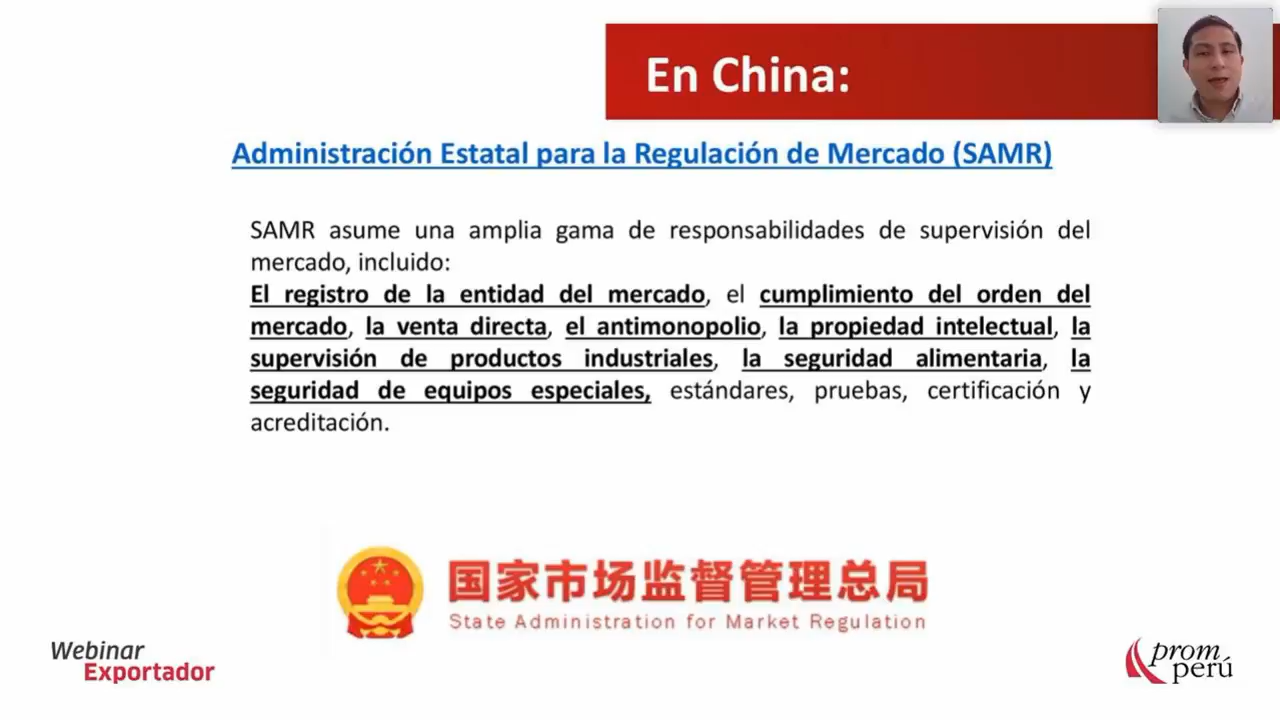 En China:
Administración Estatal para la Regulación de Mercado (SAMR)
SAMR asume una amplia gama de responsabilidades de supervisión del
mercado, incluido:
El registro de la entidad del mercado, el cumplimiento del orden del
mercado, la venta directa, el antimonopolio, la propiedad intelectual, la
supervisión de productos industriales, la seguridad alimentaria, la
seguridad de equipos especiales, estándares, pruebas, certificación y
acreditación.
国家市场监督管理总局
State Administration for Market Regulation
Webinar
Exportador
prom
perú